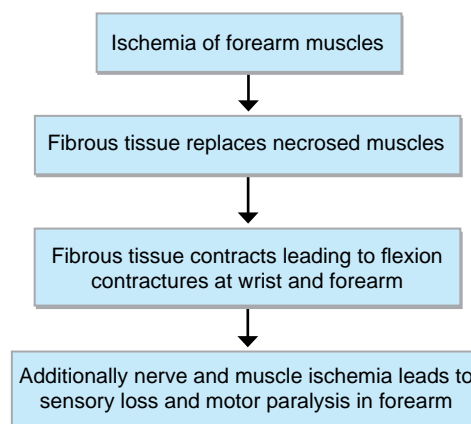 Ischemia of forearm muscles
Fibrous tissue replaces necrosed muscles
Fibrous tissue contracts leading to flexion
contractures at wrist and forearm
Additionally nerve and muscle ischemia leads to
sensory loss and motor paralysis in forearm